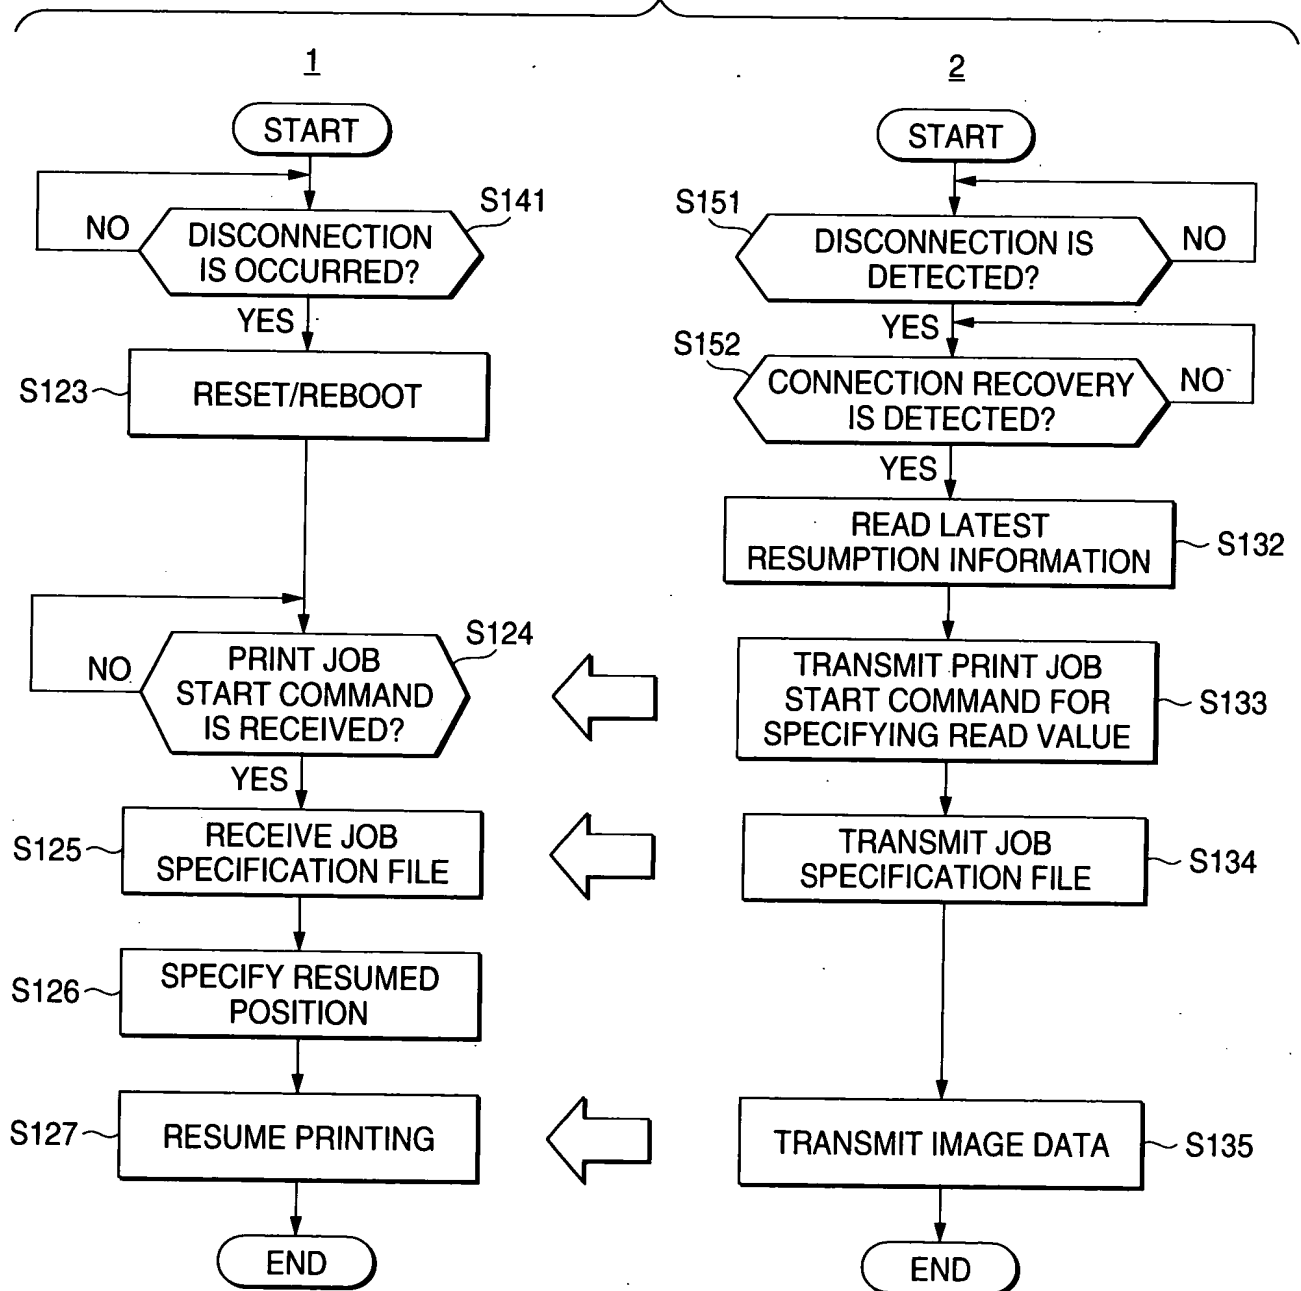 1
START
S141
NO
DISCONNECTION
IS OCCURRED?
YES
S123
RESET/REBOOT
S124
NO
PRINT JOB
START COMMAND
IS RECEIVED?
YES
S125
RECEIVE JOB
SPECIFICATION FILE
S126
SPECIFY RESUMED
POSITION
S127
RESUME PRINTING
END
2
START
S151
DISCONNECTION IS
DETECTED?
NO
YES
S152
CONNECTION RECOVERY
IS DETECTED?
NO
YES
READ LATEST
RESUMPTION INFORMATION
S132
TRANSMIT PRINT JOB
START COMMAND FOR
SPECIFYING READ VALUE
S133
TRANSMIT JOB
SPECIFICATION FILE
S134
TRANSMIT IMAGE DATA
S135
END